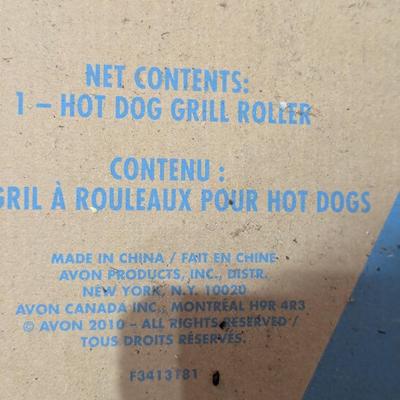 NET CONTENTS:
1 – HOT DOG GRILL ROLLER
CONTENU :
GRIL À ROULEAUX POUR HOT DOGS
MADE IN CHINA / FAIT EN CHINE
AVON PRODUCTS, INC., DISTR.
NEW YORK, N.Y. 10020
AVON CANADA INC., MONTRÉAL H9R 4R3
© AVON 2010 – ALL RIGHTS RESERVED /
TOUS DROITS RÉSERVÉS.
F3413181